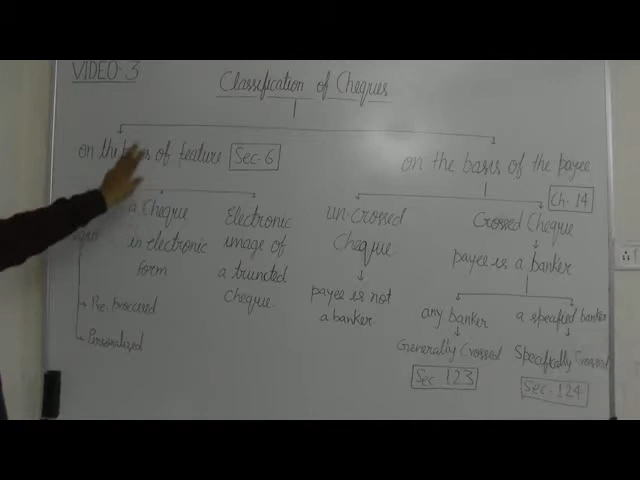 VIDEO-3
Classification of Cheques
on the basis of feature Sec-6
on the basis of the payee
Ch. 14
a Cheque
in electronic
form
Pre. Procured
Personalized
Electronic
image of
a truncted
cheque.
un-crossed
Cheque
payee is not
a banker.
Crossed Cheque
payee is a banker
any banker
Generally Crossed
Sec 123
a specified banker
Specifically Crossed
Sec-124